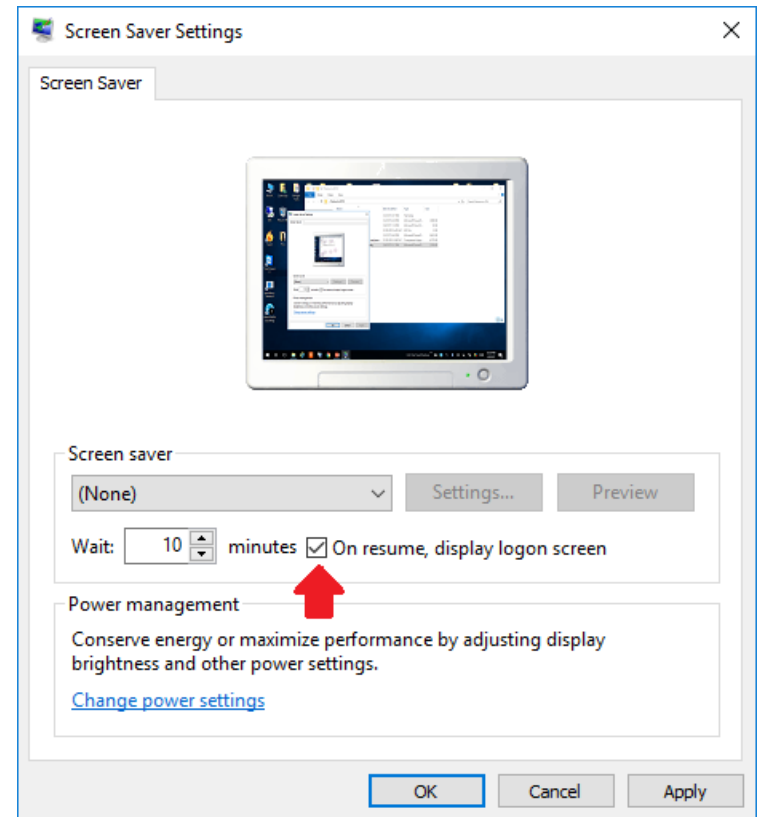 Screen Saver Settings
Screen Saver
Screen saver
(None)
Settings...
Preview
Wait: 10 minutes On resume, display logon screen
Power management
Conserve energy or maximize performance by adjusting display
brightness and other power settings.
Change power settings
OK Cancel Apply